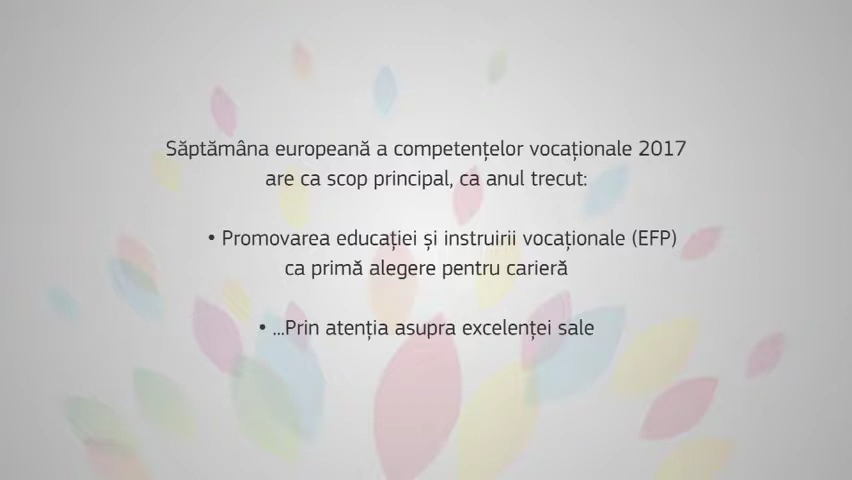 Săptămâna europeană a competențelor vocaționale 2017
are ca scop principal, ca anul trecut:
• Promovarea educației și instruirii vocaționale (EFP)
ca primă alegere pentru carieră
• ...Prin atenția asupra excelenței sale